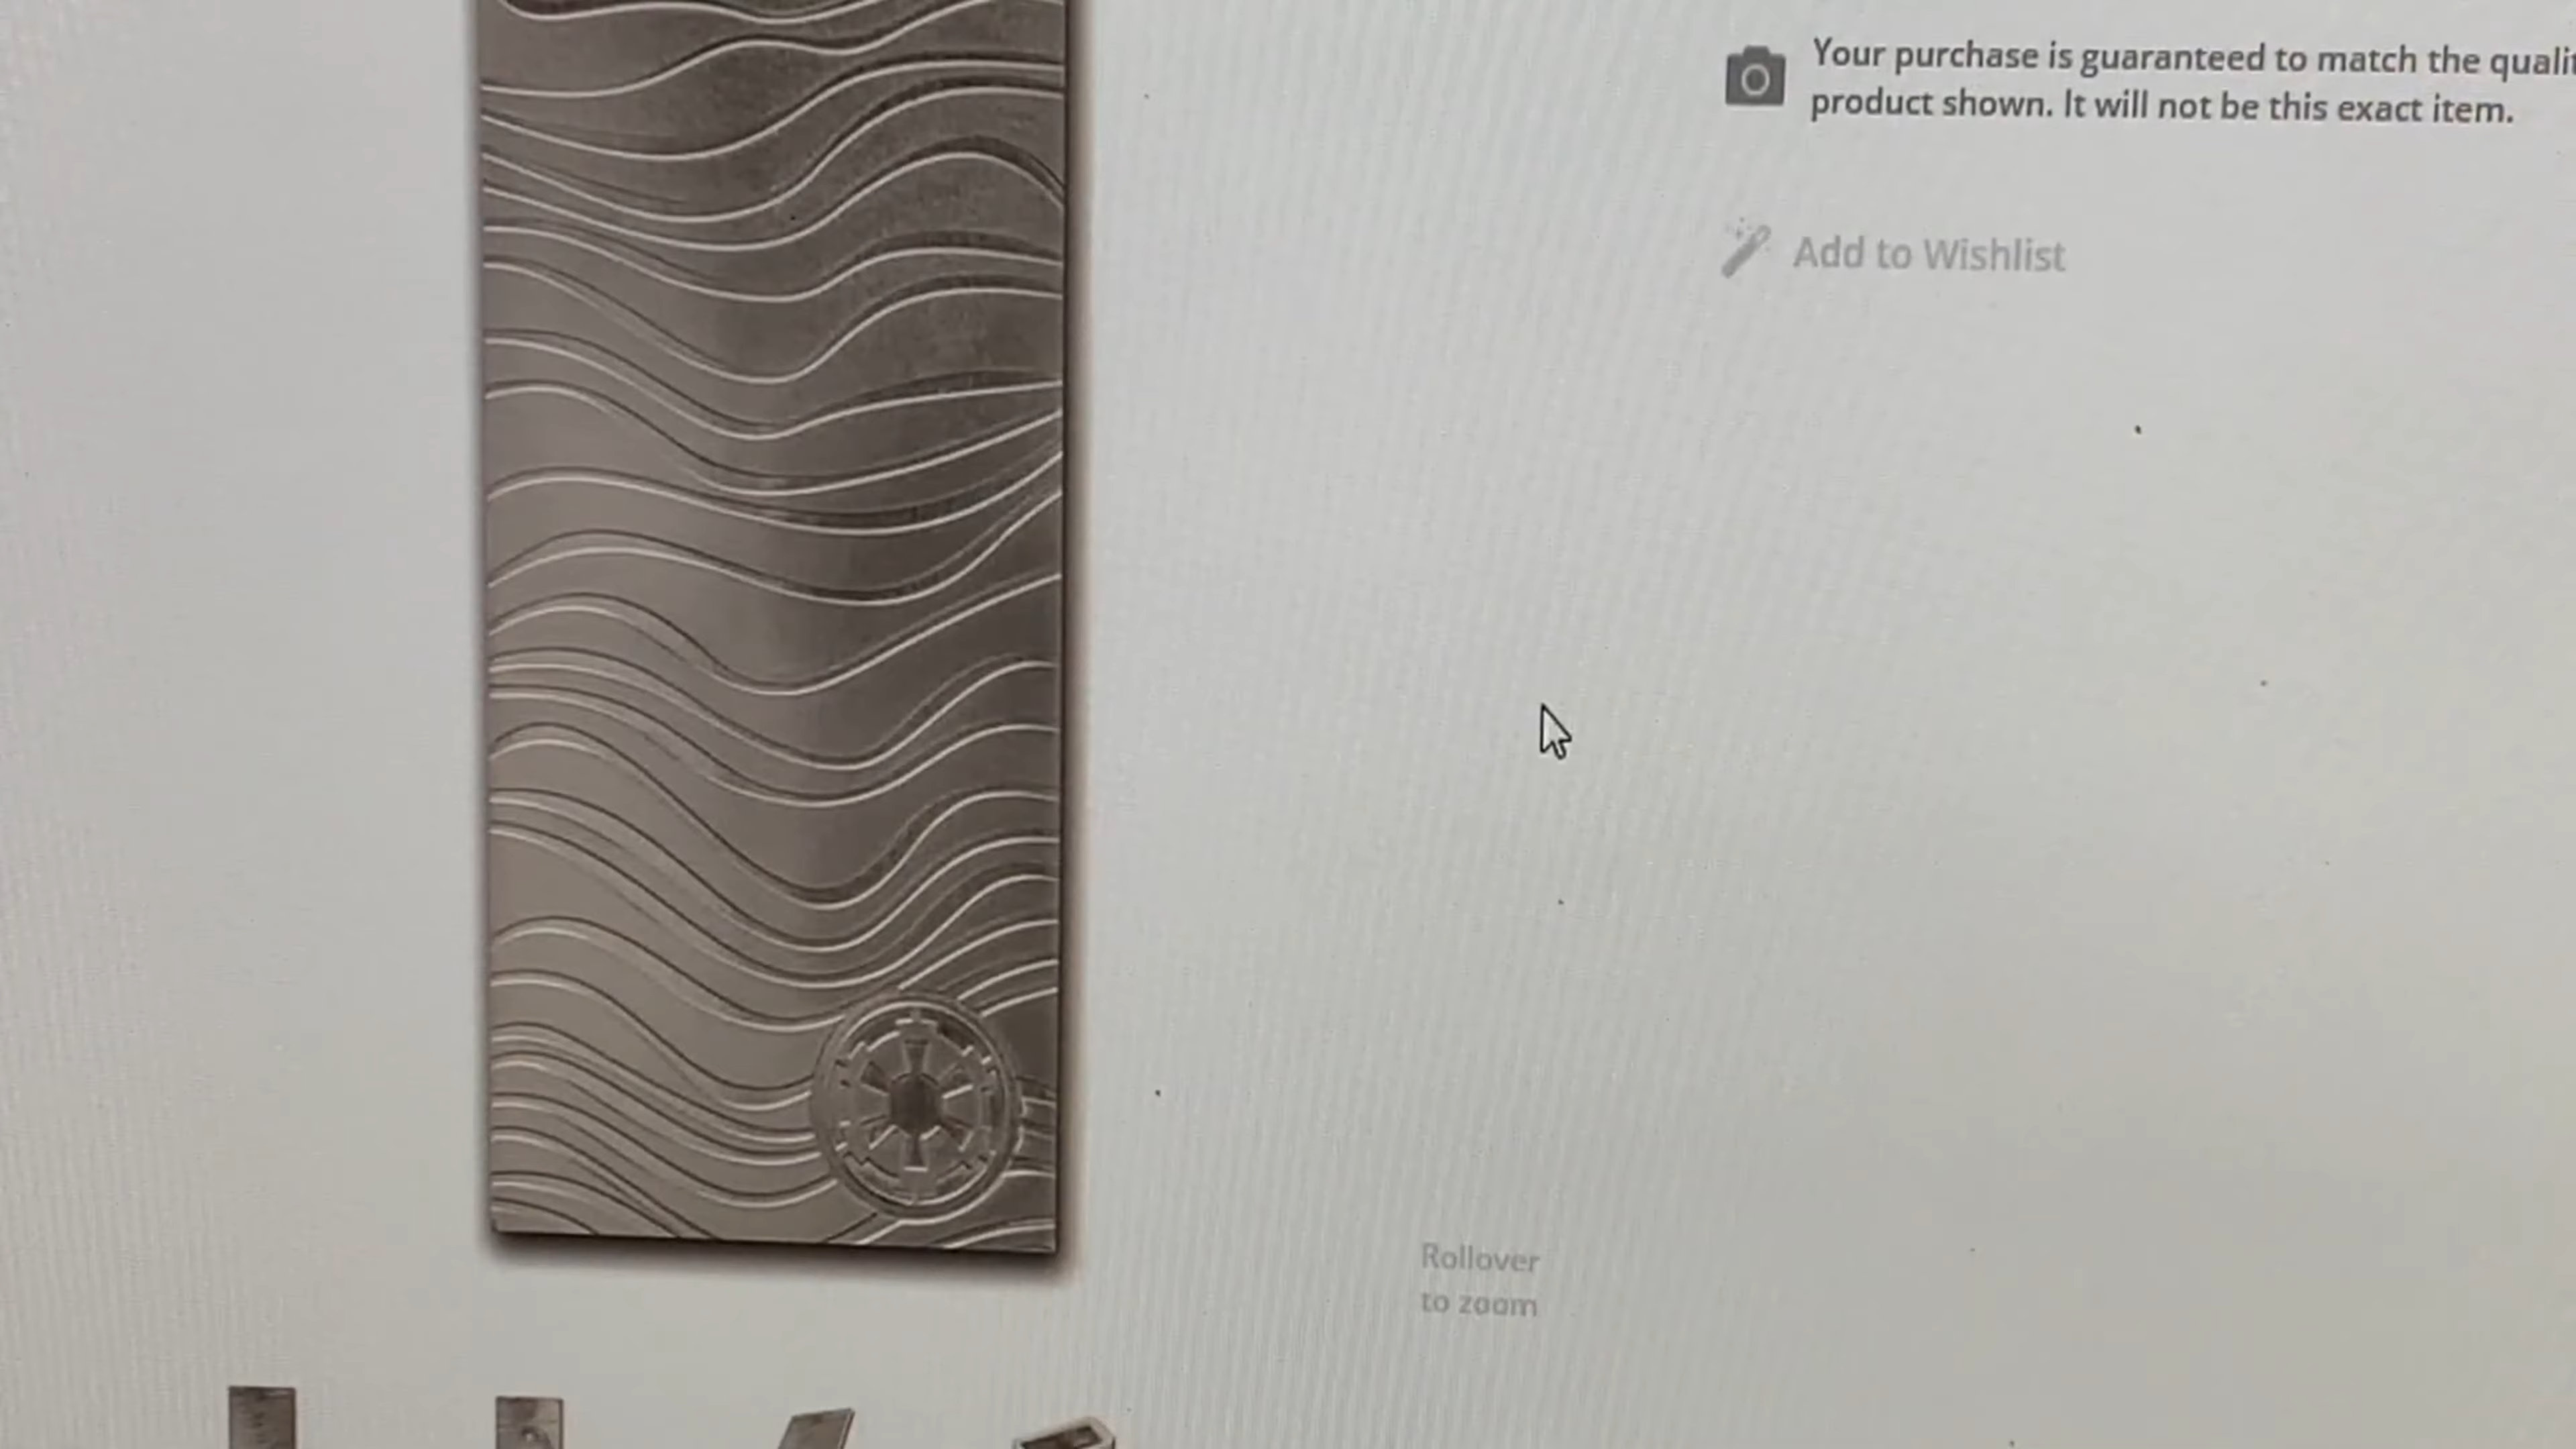 Your purchase is guaranteed to match the
product shown. It will not be this exact item.
Add to Wishlist
Rollover
to zoom